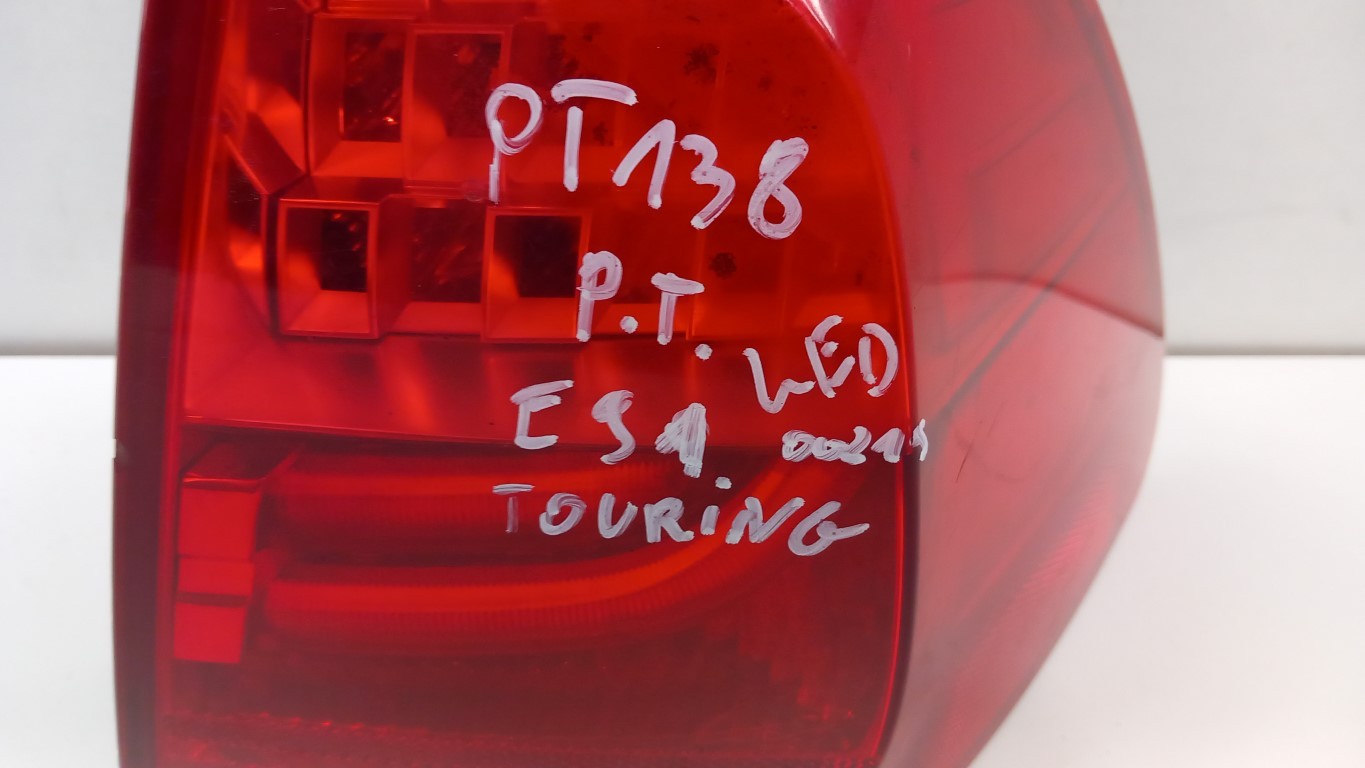 PT138
P.T.
LED
E91
TOURiNG